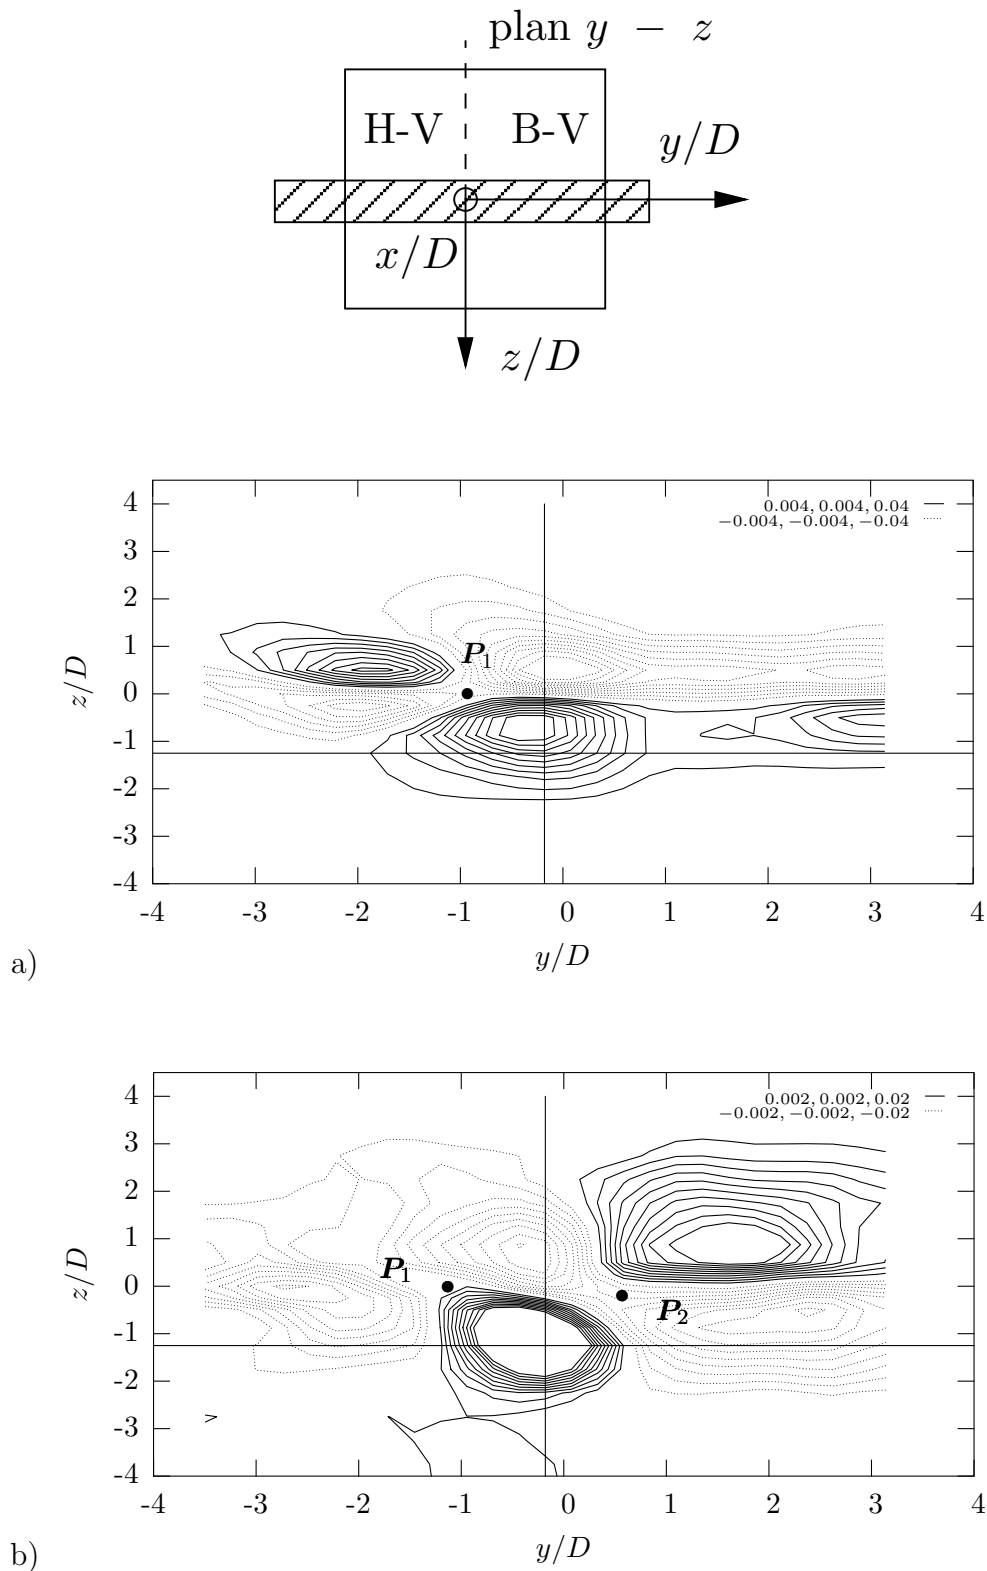 plan y − z
H-V B-V
y/D
x/D
z/D
4
0.004, 0.004, 0.04
−0.004, −0.004, −0.04
3
2
1
P1
z/D
0
-1
-2
-3
-4
-4 -3 -2 -1 0 1 2 3 4
a) y/D
4
0.002, 0.002, 0.02
−0.002, −0.002, −0.02
3
2
1
z/D
P1
0
P2
-1
-2
-3
-4
-4 -3 -2 -1 0 1 2 3 4
b) y/D